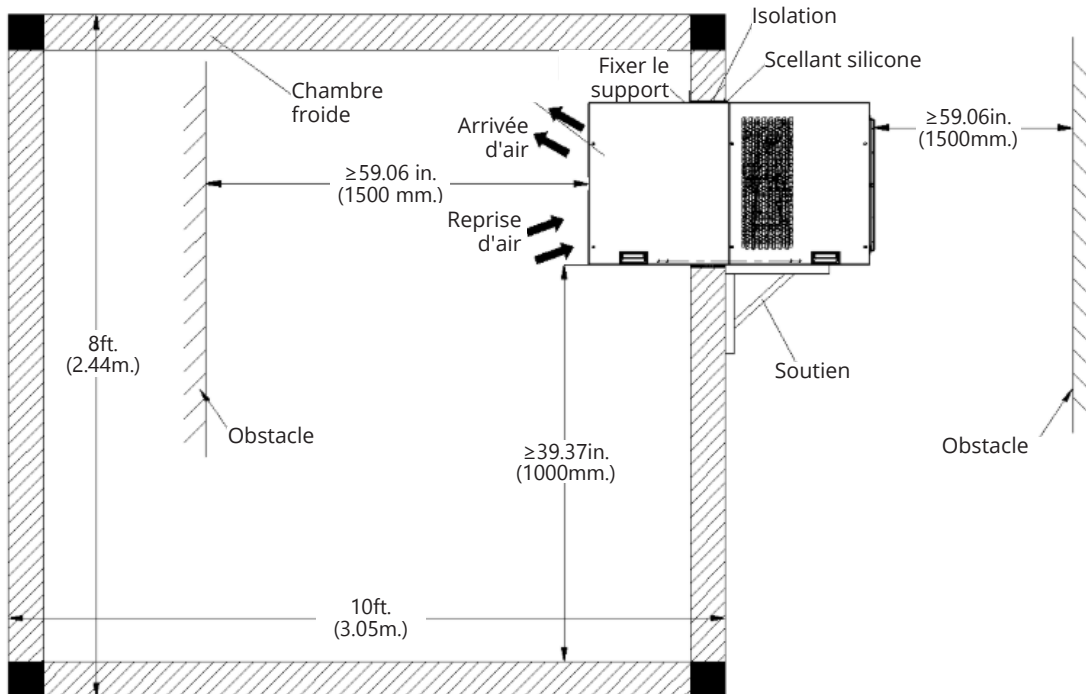 Isolation
Scellant silicone
Fixer le
support
Chambre
froide
Arrivée
d'air
≥59.06in.
(1500mm.)
≥59.06 in.
(1500 mm.)
Reprise
d'air
8ft.
(2.44m.)
Soutien
Obstacle
Obstacle
≥39.37in.
(1000mm.)
10ft.
(3.05m.)